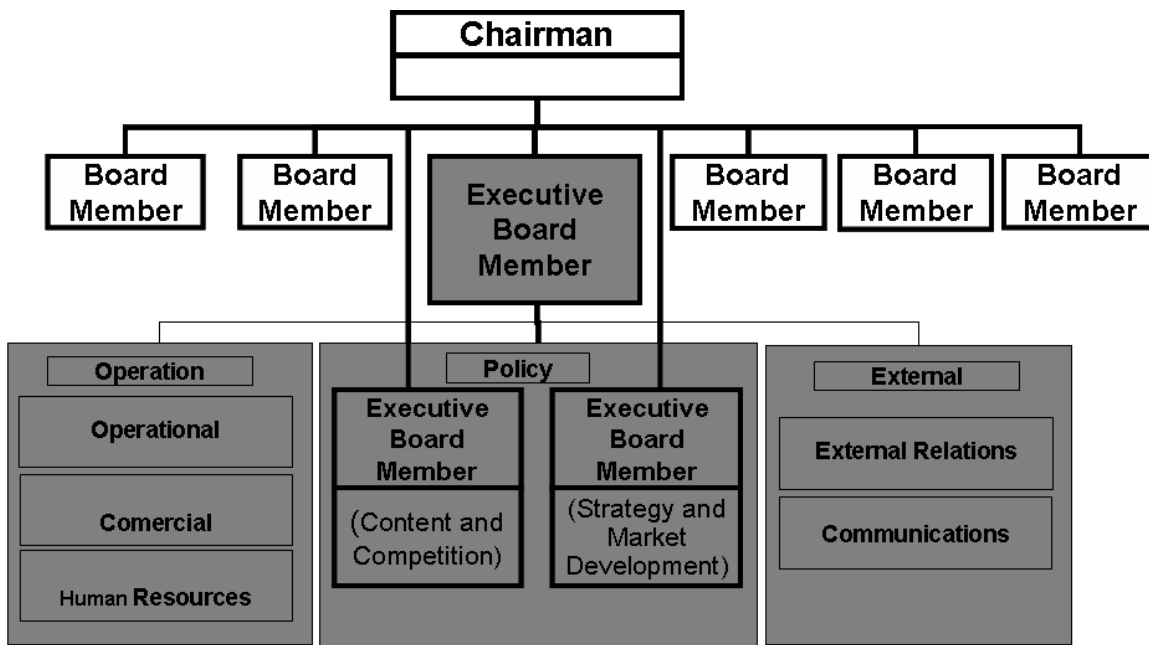 Chairman
Board
Member
Board
Member
Executive
Board
Member
Board
Member
Board
Member
Board
Member
Operation
Operational
Comercial
Human Resources
Policy
Executive
Board
Member
(Content and
Competition)
Executive
Board
Member
(Strategy and
Market
Development)
External
External Relations
Communications